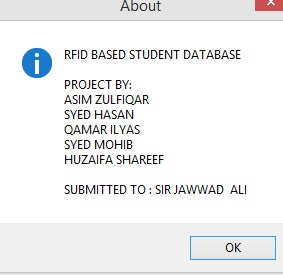 About
RFID BASED STUDENT DATABASE
PROJECT BY:
ASIM ZULFIQAR
SYED HASAN
QAMAR ILYAS
SYED MOHIB
HUZAIFA SHAREEF
SUBMITTED TO : SIR JAWWAD  ALI
OK